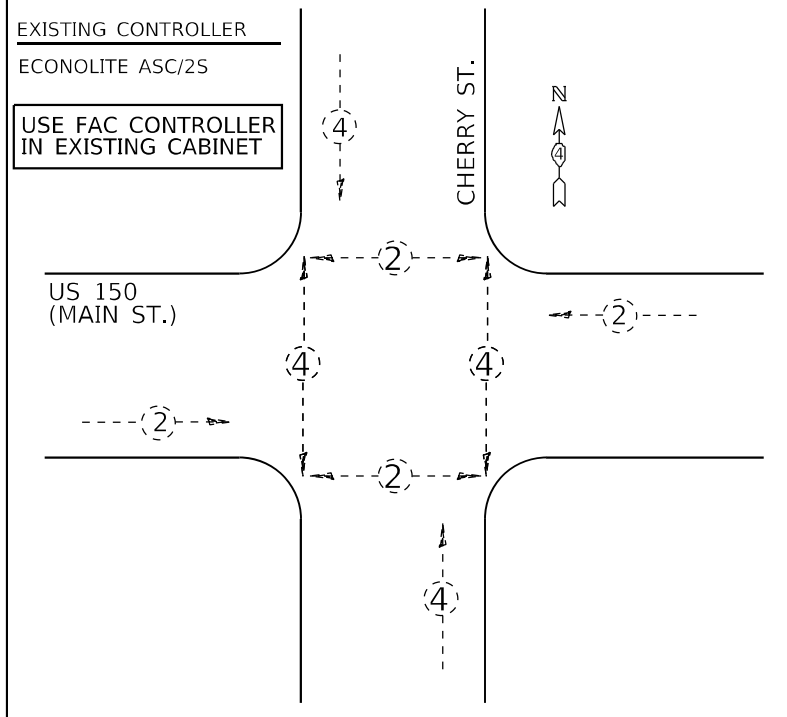 EXISTING CONTROLLER
ECONOLITE ASC/2S
USE FAC CONTROLLER
IN EXISTING CABINET
4
CHERRY ST.
N
4
2
US 150
(MAIN ST.)
2
4
4
2
2
4